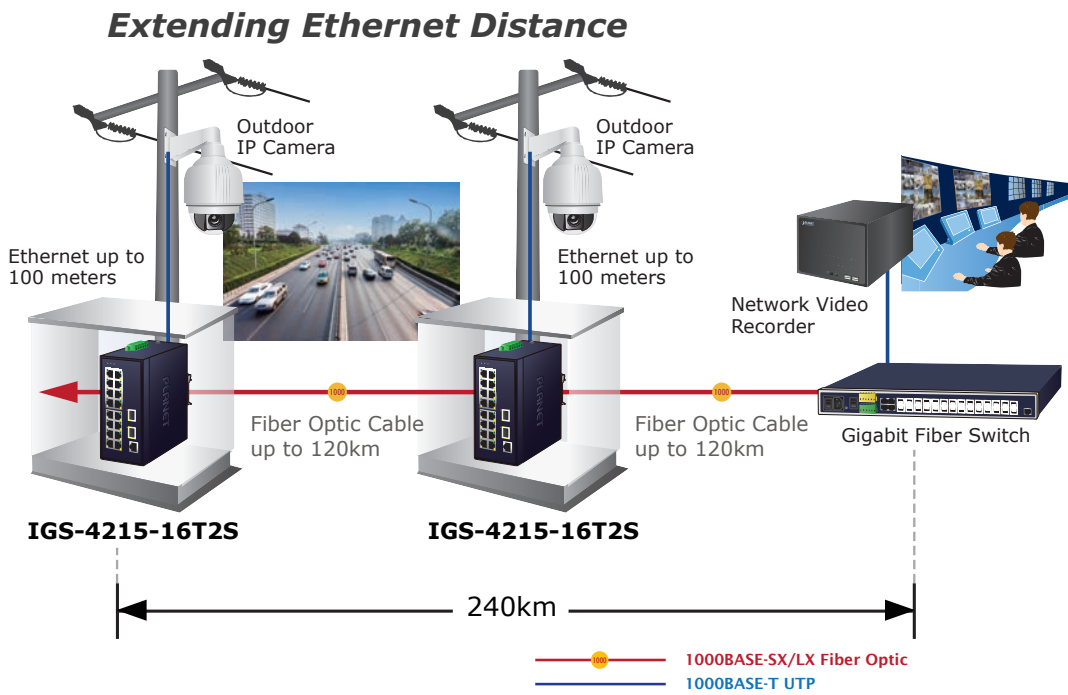 Extending Ethernet Distance
Outdoor
IP Camera
Outdoor
IP Camera
Ethernet up to
100 meters
Ethernet up to
100 meters
Network Video
Recorder
PLANET
PLANET
1000
1000
Fiber Optic Cable
up to 120km
Fiber Optic Cable
up to 120km
Gigabit Fiber Switch
IGS-4215-16T2S
IGS-4215-16T2S
240km
1000
1000BASE-SX/LX Fiber Optic
1000BASE-T UTP